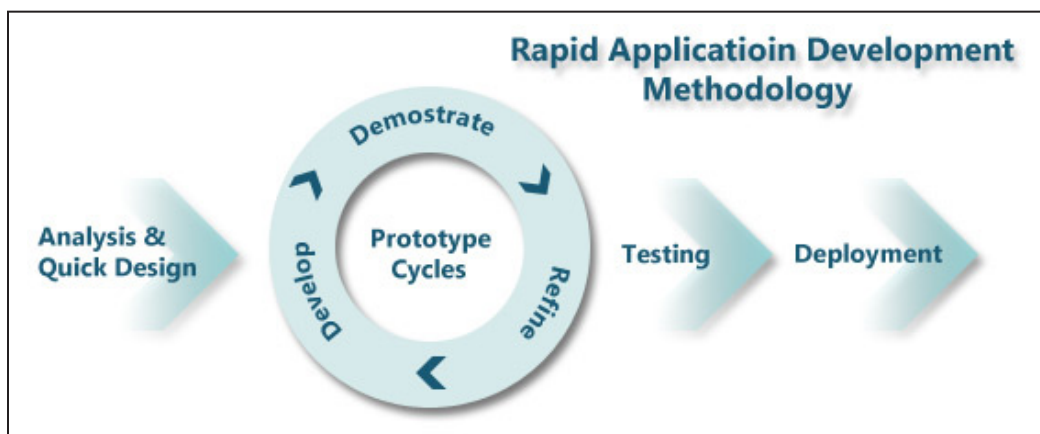 Rapid Applicatioin Development
Methodology
Analysis &
Quick Design
Demostrate
Refine
Develop
Prototype
Cycles
Testing
Deployment